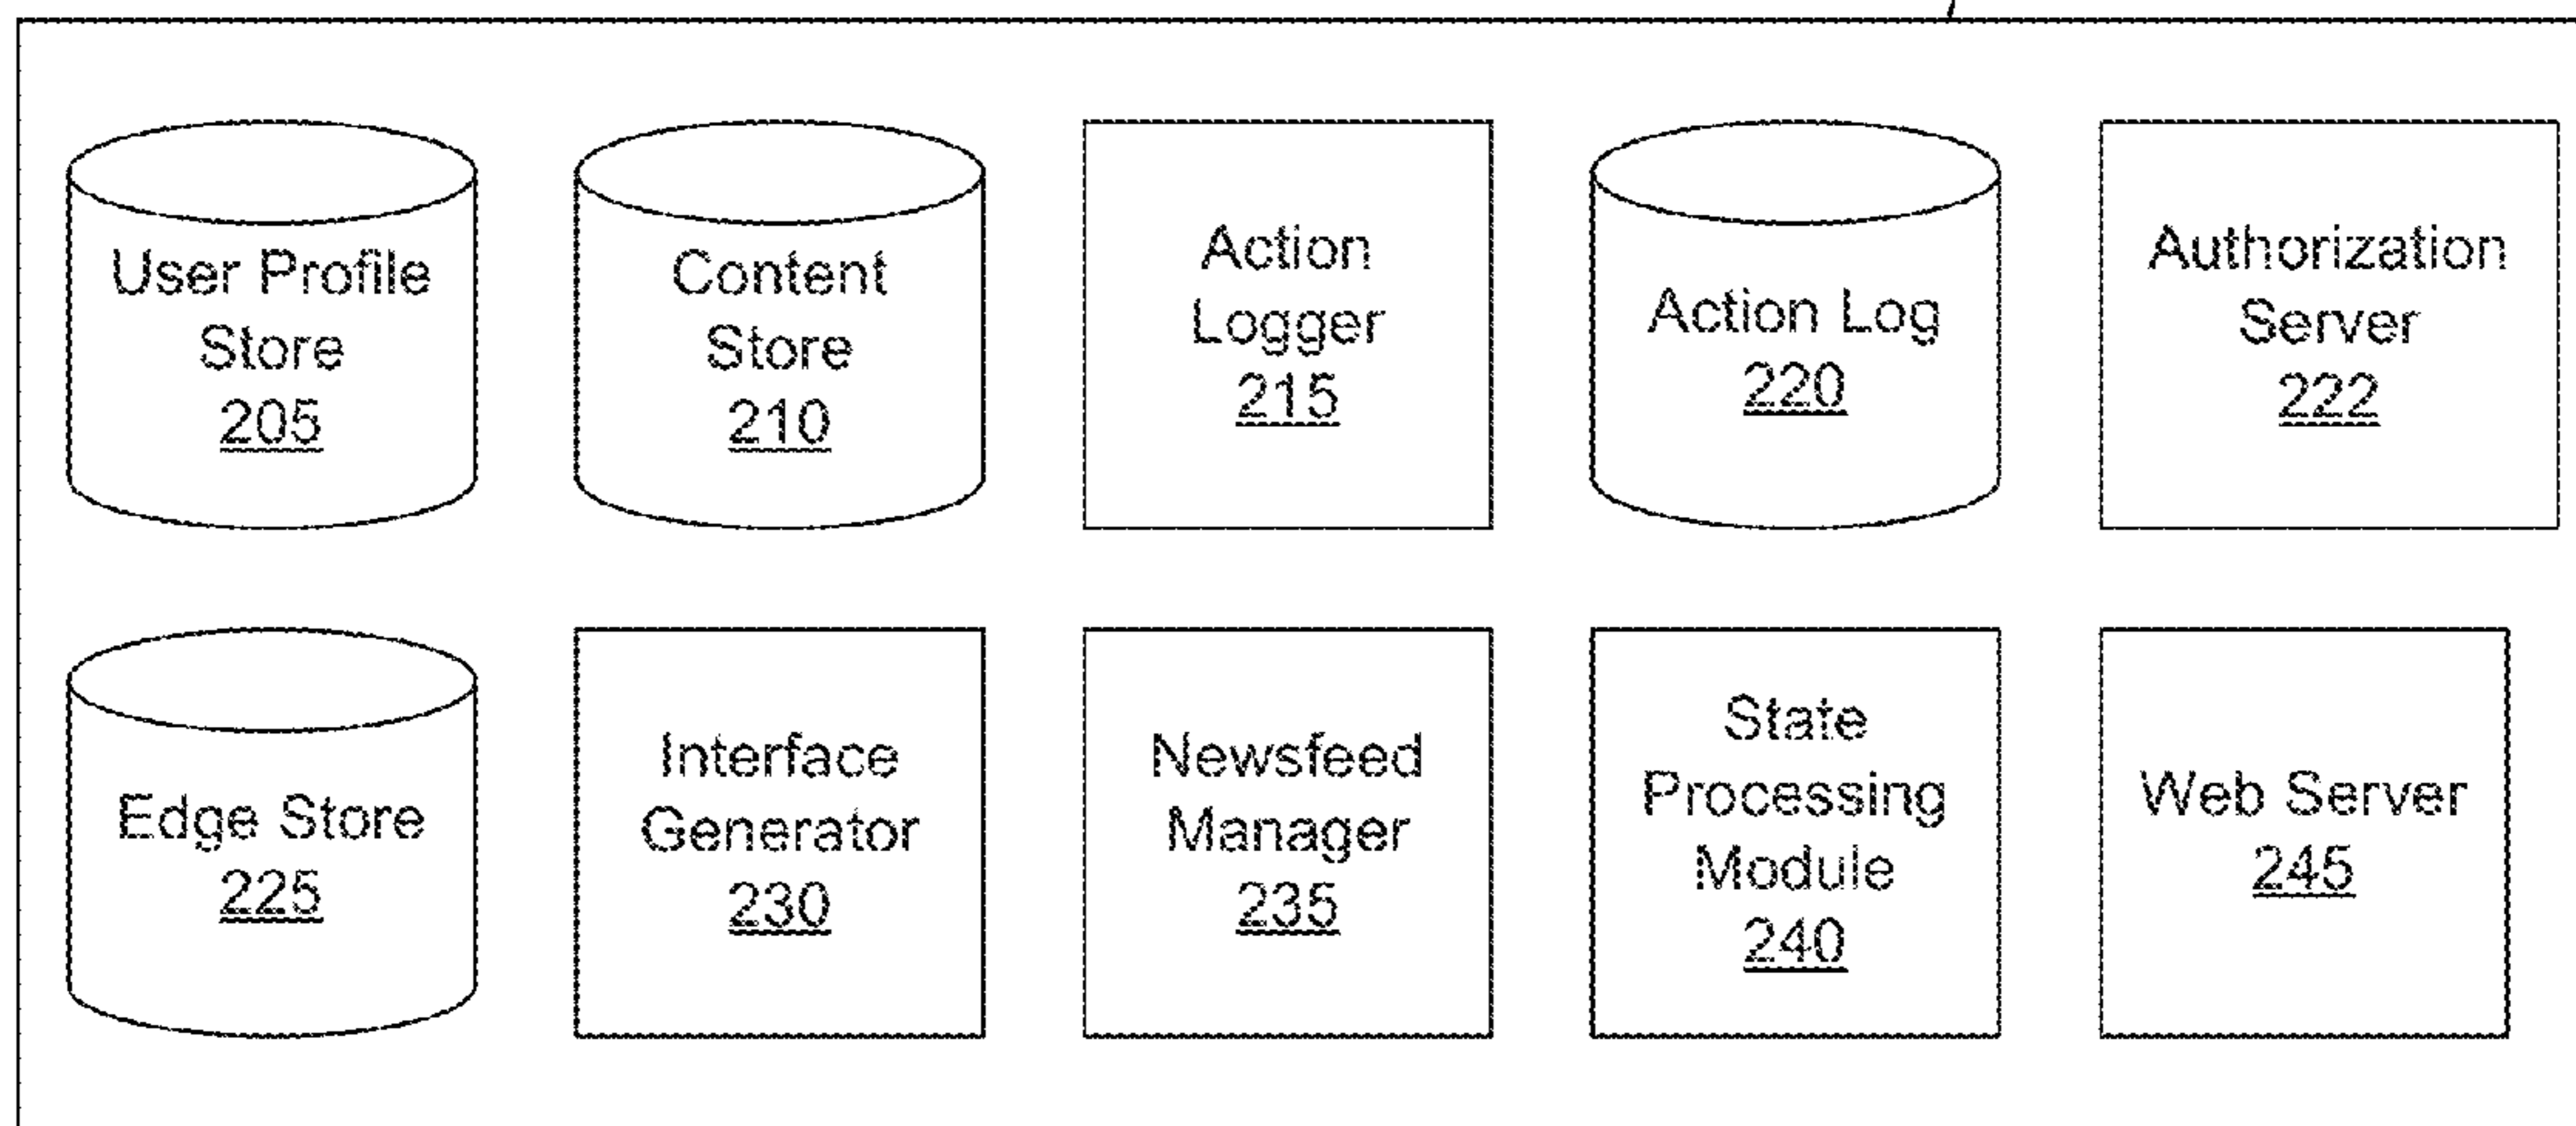 User Profile
Store
205
Content
Store
210
Action
Logger
215
Action Log
220
Authorization
Server
222
Edge Store
225
Interface
Generator
230
Newsfeed
Manager
235
State
Processing
Module
240
Web Server
245